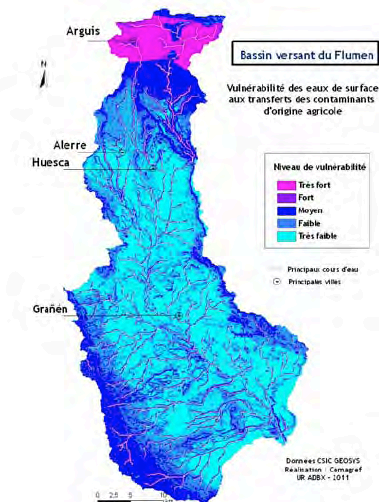 Arguis
Bassin versant du Flumen
N
Vulnérabilité des eaux de surface
aux transferts des contaminants
d'origine agricole
Alerre
Huesca
Niveau de vulnérabilité
Très fort
Fort
Moyen
Faible
Très faible
Principaux cours d'eau
Principales villes
Grañén
Données CSIC GEOSYS
Réalisation : Cemagref
UR ADBX - 2011
0 2,5 5 10